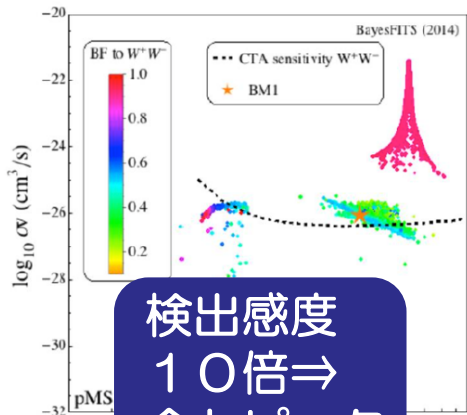 −20
BayesFITS (2014)
BF to W⁺W⁻
CTA sensitivity W⁺W⁻
BM1
−22
1.0
−24
0.8
0.6
−26
0.4
0.2
−28
log₁₀ σv (cm³/s)
検出感度
−30
１０倍⇒
pMS
−32